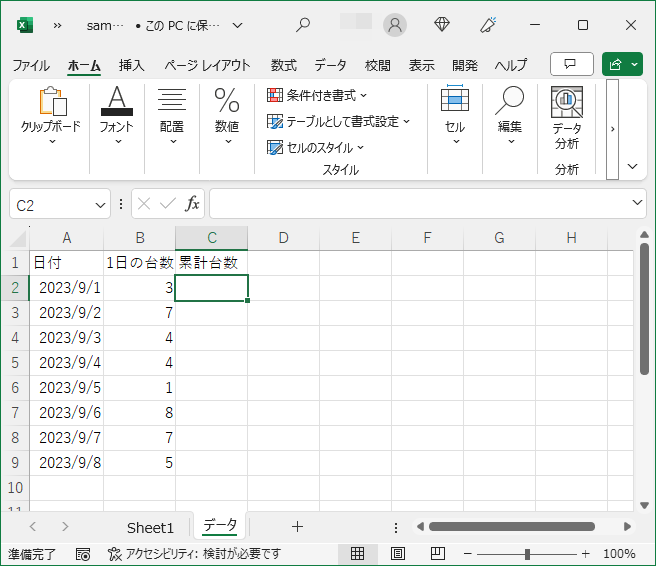 » sam… • この PC に保… 
ファイル ホーム 挿入 ページ レイアウト 数式 データ 校閲 表示 開発 ヘルプ
クリップボード フォント 配置 数値 条件付き書式 テーブルとして書式設定 セルのスタイル スタイル セル 編集 データ分析 分析
C2 fx
A B C D E F G H
1 日付 1日の台数 累計台数
2 2023/9/1 3
3 2023/9/2 7
4 2023/9/3 4
5 2023/9/4 4
6 2023/9/5 1
7 2023/9/6 8
8 2023/9/7 7
9 2023/9/8 5
10
11
Sheet1 データ +
準備完了 アクセシビリティ: 検討が必要です − + 100%